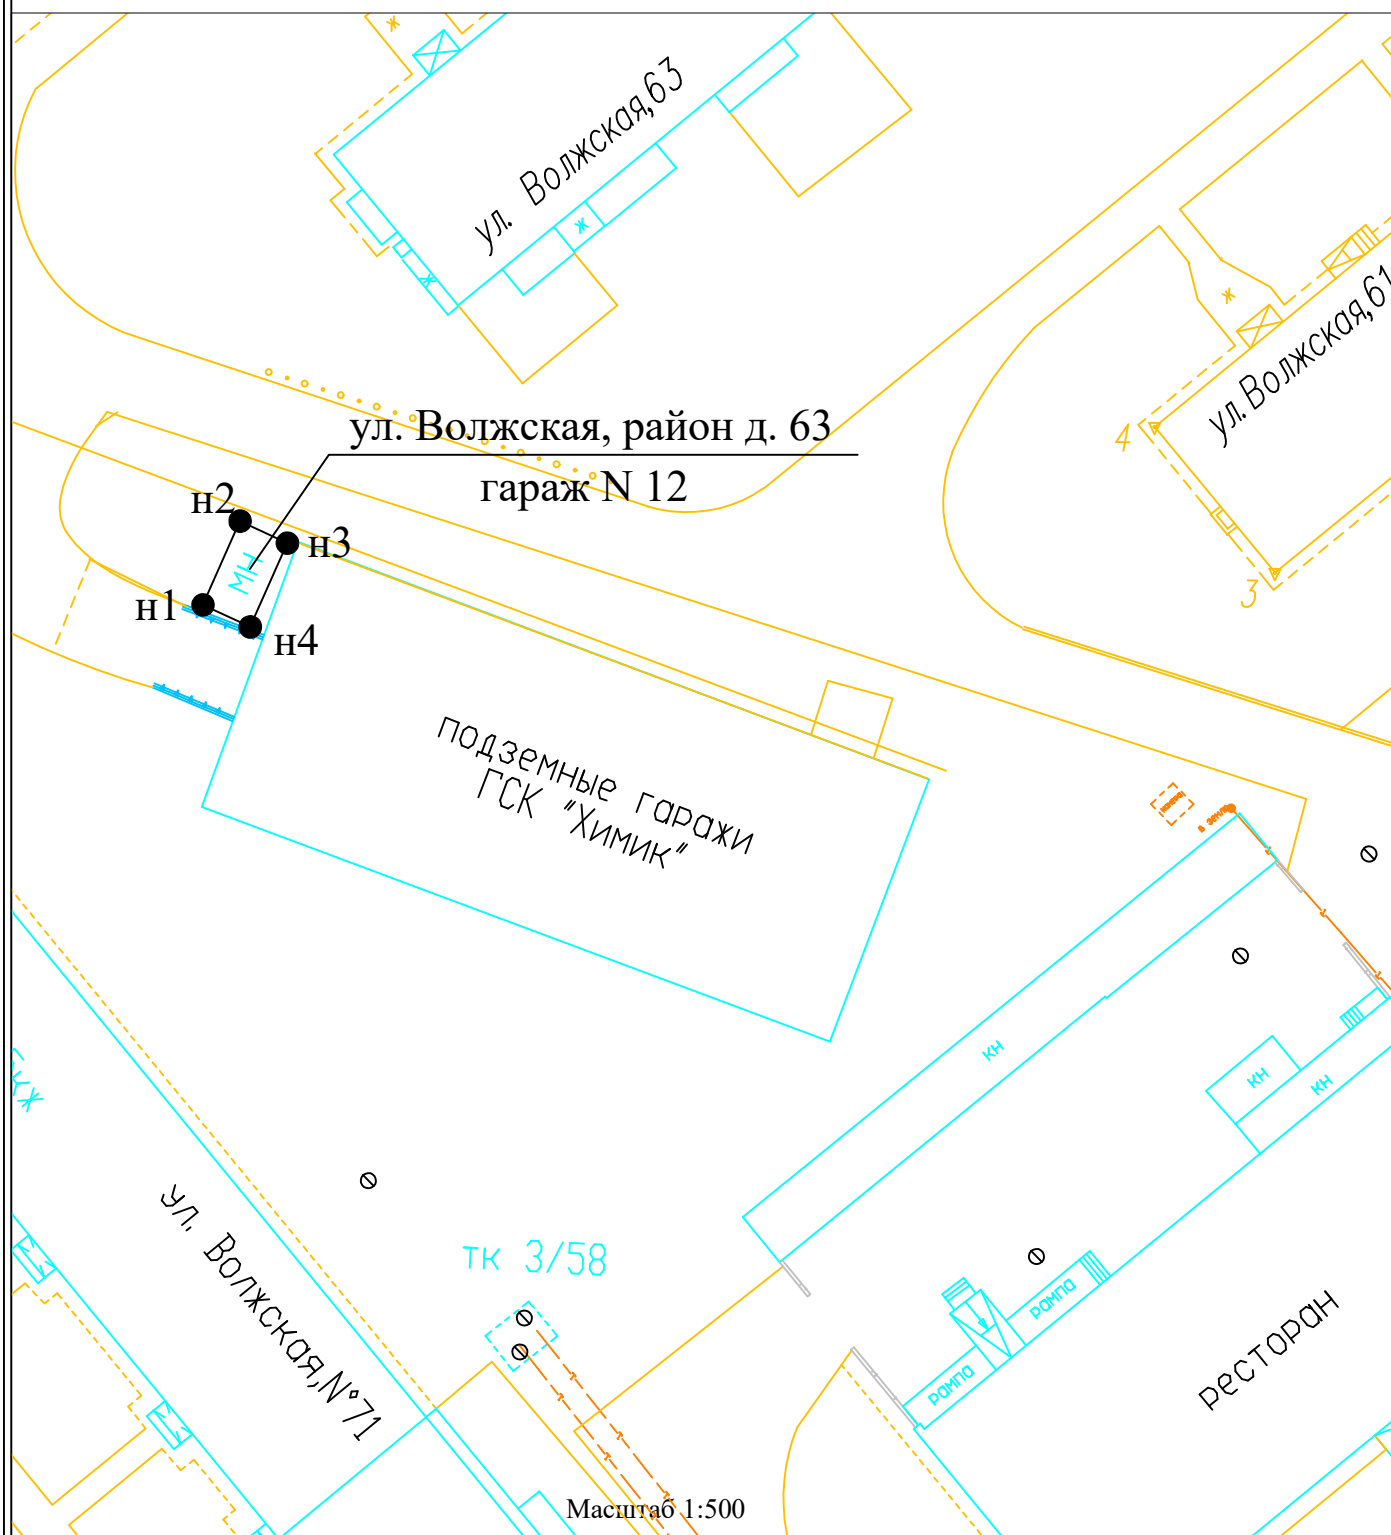 ж
ул. Волжская,63
ж
ж
ж
ул. Волжская,61
4
3
ул. Волжская, район д. 63
гараж N 12
н2
н3
МН
н1
н4
подземные гаражи
ГСК "Химик"
в землю
кн
кн
кн
КЖ
ул. Волжская,N°71
тк 3/58
рампа
рампа
ресторан
Масштаб 1:500